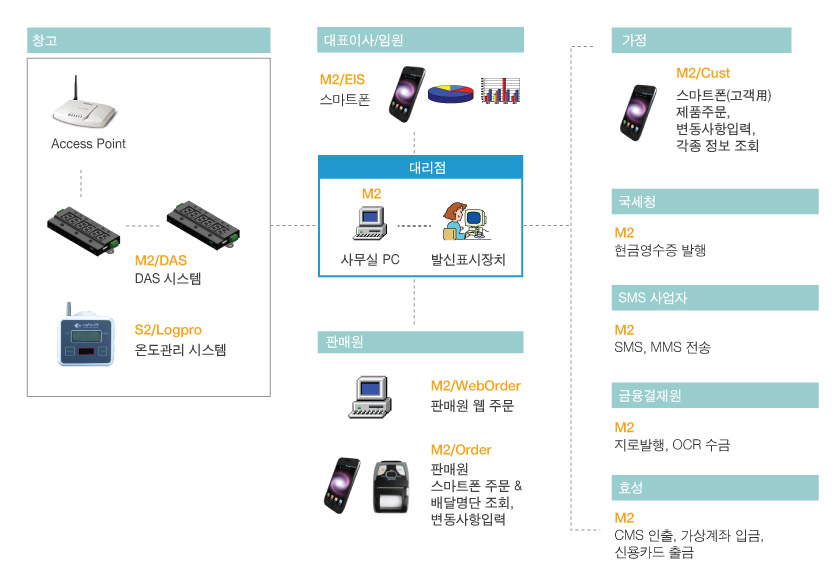 창고
Access Point
M2/DAS
DAS 시스템
S2/Logpro
온도관리 시스템
대표이사/임원
M2/EIS
스마트폰
대리점
M2
사무실 PC
발신표시장치
판매원
M2/WebOrder
판매원 웹 주문
M2/Order
판매원
스마트폰 주문 &
배달명단 조회,
변동사항입력
가정
M2/Cust
스마트폰(고객用)
제품주문,
변동사항입력,
각종 정보 조회
국세청
M2
현금영수증 발행
SMS 사업자
M2
SMS, MMS 전송
금융결재원
M2
지로발행, OCR 수금
효성
M2
CMS 인출, 가상계좌 입금,
신용카드 출금